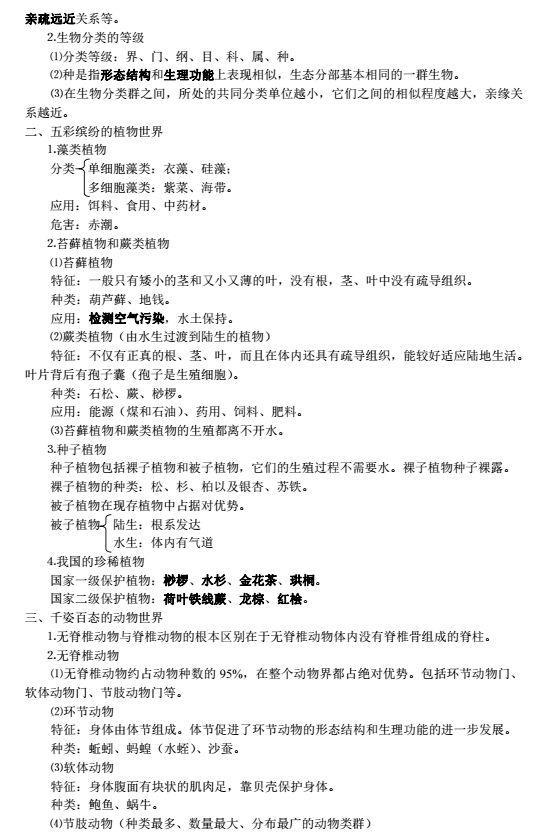 亲疏远近关系等。
2.生物分类的等级
⑴分类等级：界、门、纲、目、科、属、种。
⑵种是指形态结构和生理功能上表现相似，生态分部基本相同的一群生物。
⑶在生物分类群之间，所处的共同分类单位越小，它们之间的相似程度越大，亲缘关
系越近。
二、五彩缤纷的植物世界
1.藻类植物
分类 单细胞藻类：衣藻、硅藻；
多细胞藻类：紫菜、海带。
应用：饵料、食用、中药材。
危害：赤潮。
2.苔藓植物和蕨类植物
⑴苔藓植物
特征：一般只有矮小的茎和又小又薄的叶，没有根，茎、叶中没有疏导组织。
种类：葫芦藓、地钱。
应用：检测空气污染，水土保持。
⑵蕨类植物（由水生过渡到陆生的植物）
特征：不仅有正真的根、茎、叶，而且在体内还具有疏导组织，能较好适应陆地生活。
叶片背后有孢子囊（孢子是生殖细胞）。
种类：石松、蕨、桫椤。
应用：能源（煤和石油）、药用、饲料、肥料。
⑶苔藓植物和蕨类植物的生殖都离不开水。
3.种子植物
种子植物包括裸子植物和被子植物，它们的生殖过程不需要水。裸子植物种子裸露。
裸子植物的种类：松、杉、柏以及银杏、苏铁。
被子植物在现存植物中占据对优势。
被子植物 陆生：根系发达
水生：体内有气道
4.我国的珍稀植物
国家一级保护植物：桫椤、水杉、金花茶、珙桐。
国家二级保护植物：荷叶铁线蕨、龙棕、红桧。
三、千姿百态的动物世界
1.无脊椎动物与脊椎动物的根本区别在于无脊椎动物体内没有脊椎骨组成的脊柱。
2.无脊椎动物
⑴无脊椎动物约占动物种数的 95%，在整个动物界都占绝对优势。包括环节动物门、
软体动物门、节肢动物门等。
⑵环节动物
特征：身体由体节组成。体节促进了环节动物的形态结构和生理功能的进一步发展。
种类：蚯蚓、蚂蝗（水蛭）、沙蚕。
⑶软体动物
特征：身体腹面有块状的肌肉足，靠贝壳保护身体。
种类：鲍鱼、蜗牛。
⑷节肢动物（种类最多、数量最大、分布最广的动物类群）